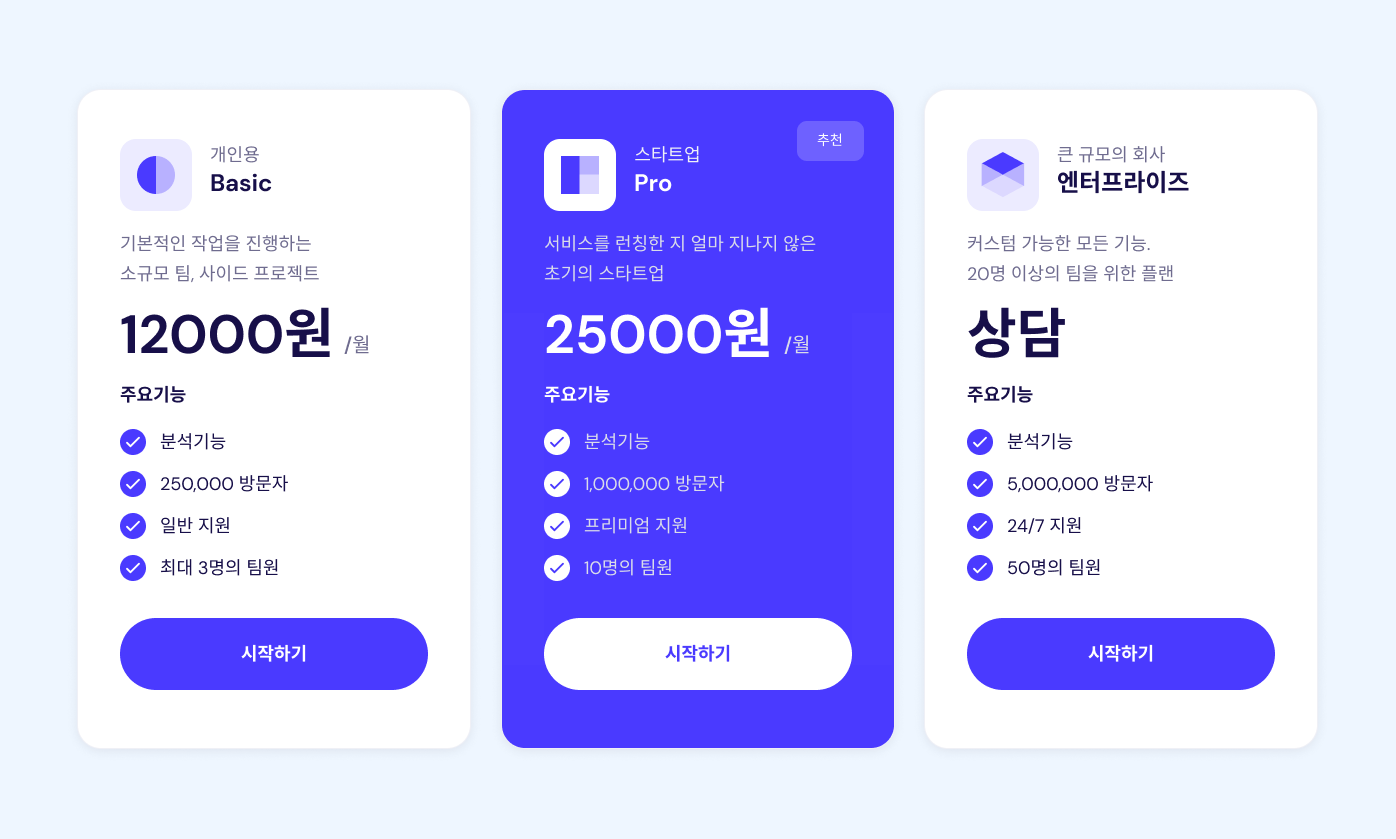 개인용
Basic
기본적인 작업을 진행하는
소규모 팀, 사이드 프로젝트
12000원 /월
주요기능
분석기능
250,000 방문자
일반 지원
최대 3명의 팀원
시작하기
추천
스타트업
Pro
서비스를 런칭한 지 얼마 지나지 않은
초기의 스타트업
25000원 /월
주요기능
분석기능
1,000,000 방문자
프리미엄 지원
10명의 팀원
시작하기
큰 규모의 회사
엔터프라이즈
커스텀 가능한 모든 기능.
20명 이상의 팀을 위한 플랜
상담
주요기능
분석기능
5,000,000 방문자
24/7 지원
50명의 팀원
시작하기